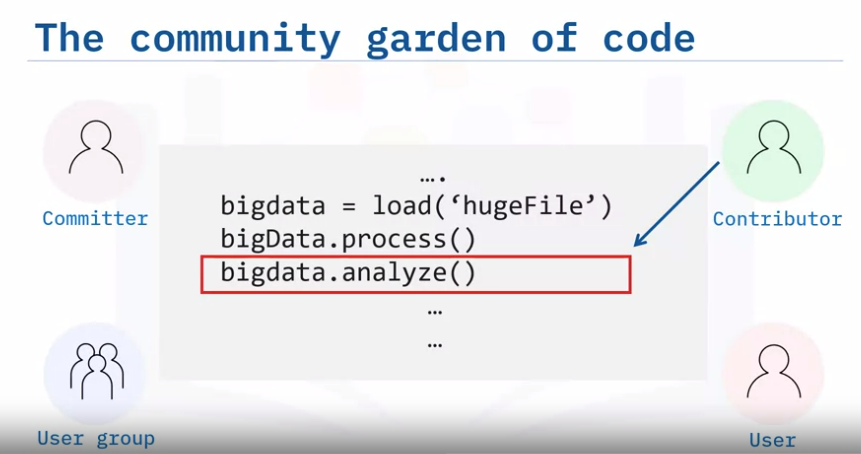 The community garden of code
Committer
….
bigdata = load(‘hugeFile’)
bigData.process()
bigdata.analyze()
…
…
Contributor
User group
User